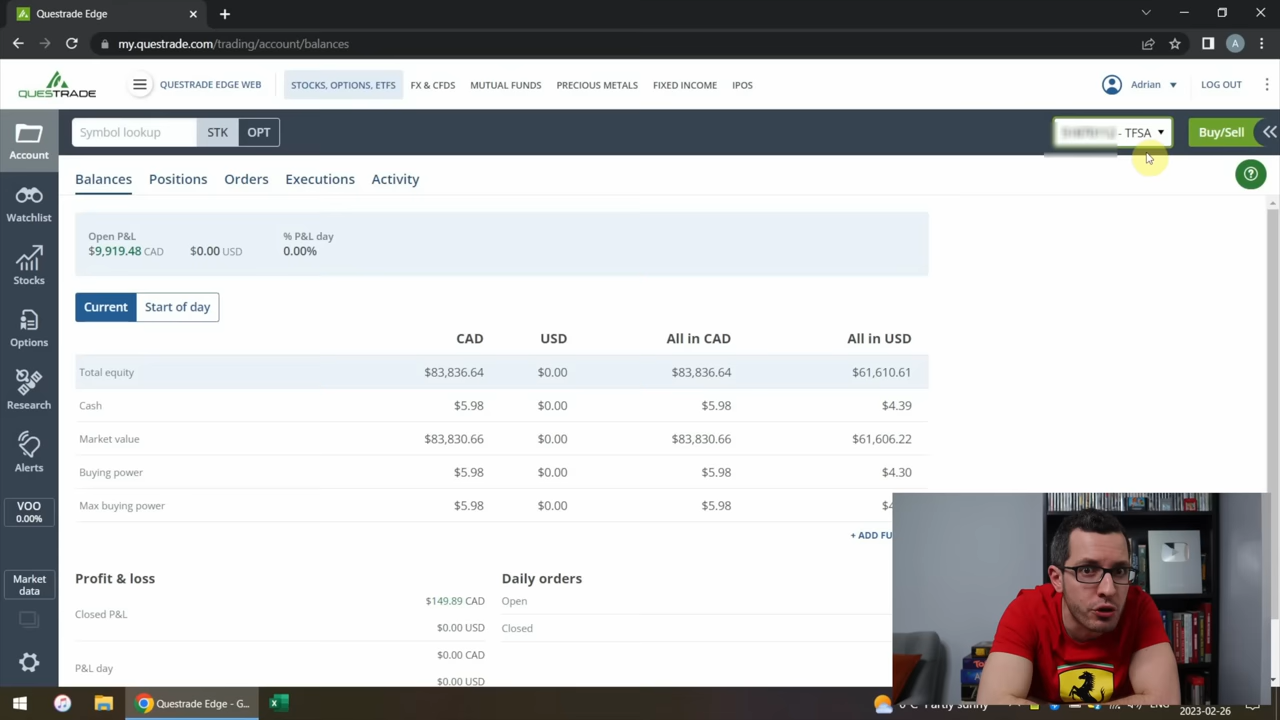 Questrade Edge
my.questrade.com/trading/account/balances
A
QUESTRADE
QUESTRADE EDGE WEB
STOCKS, OPTIONS, ETFS
FX & CFDS
MUTUAL FUNDS
PRECIOUS METALS
FIXED INCOME
IPOS
Adrian
LOG OUT
Account
Symbol lookup
STK
OPT
- TFSA
Buy/Sell
Balances
Positions
Orders
Executions
Activity
Watchlist
Stocks
Options
Research
Alerts
VOO
0.00%
Market
data
Open P&L
% P&L day
$9,919.48 CAD $0.00 USD 0.00%
Current
Start of day
CAD USD All in CAD All in USD
Total equity $83,836.64 $0.00 $83,836.64 $61,610.61
Cash $5.98 $0.00 $5.98 $4.39
Market value $83,830.66 $0.00 $83,830.66 $61,606.22
Buying power $5.98 $0.00 $5.98 $4.30
Max buying power $5.98 $0.00 $5.98
+ ADD
Profit & loss
Closed P&L $149.89 CAD
$0.00 USD
P&L day $0.00 CAD
$0.00 USD
Daily orders
Open
Closed
Questrade Edge - G...
2023-02-26